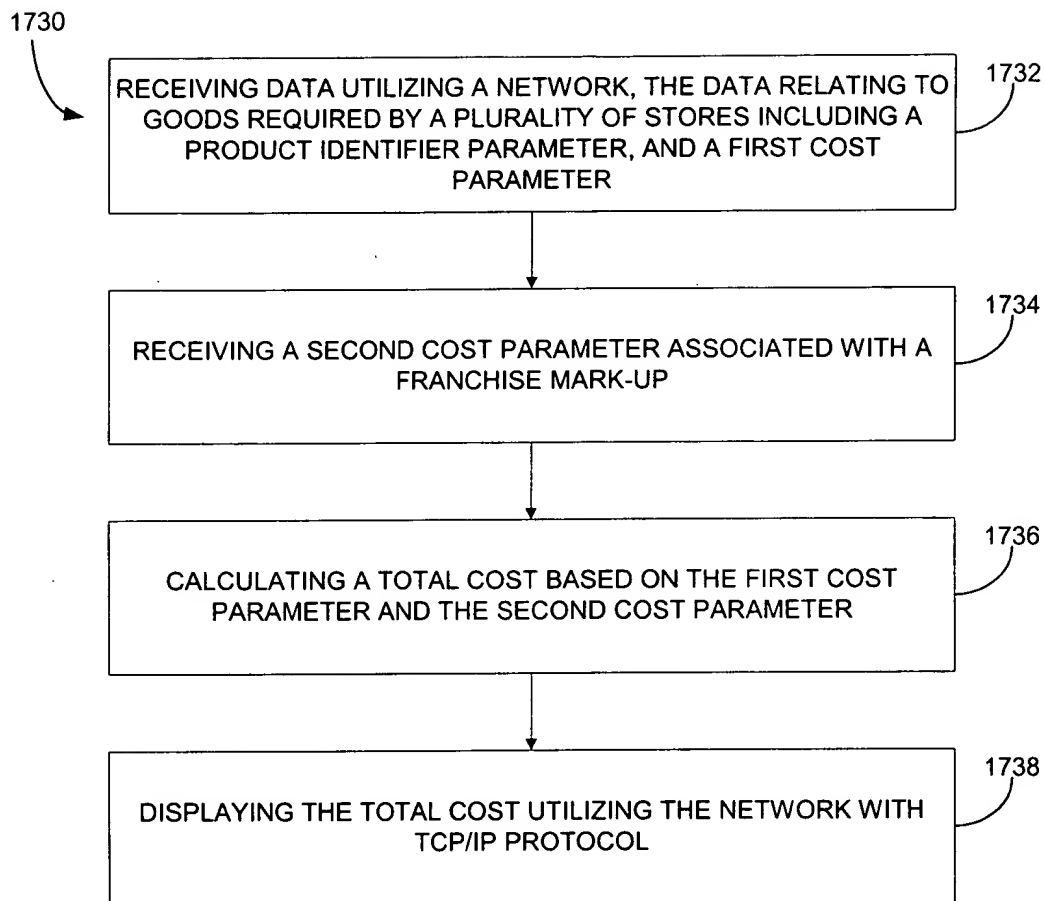 1730
RECEIVING DATA UTILIZING A NETWORK, THE DATA RELATING TO
GOODS REQUIRED BY A PLURALITY OF STORES INCLUDING A
PRODUCT IDENTIFIER PARAMETER, AND A FIRST COST
PARAMETER
1732
RECEIVING A SECOND COST PARAMETER ASSOCIATED WITH A
FRANCHISE MARK-UP
1734
CALCULATING A TOTAL COST BASED ON THE FIRST COST
PARAMETER AND THE SECOND COST PARAMETER
1736
DISPLAYING THE TOTAL COST UTILIZING THE NETWORK WITH
TCP/IP PROTOCOL
1738